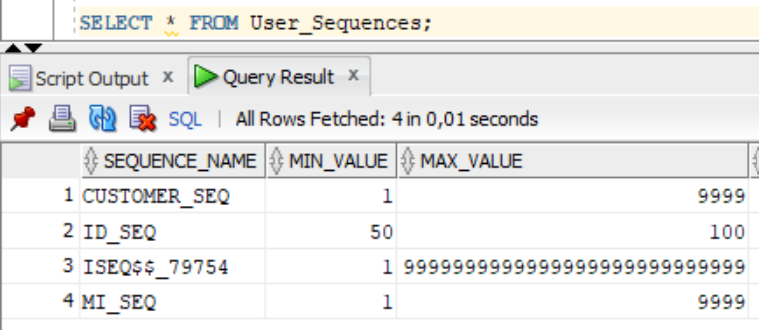 SELECT * FROM User_Sequences;
Script Output x Query Result x
SQL | All Rows Fetched: 4 in 0,01 seconds
SEQUENCE_NAME MIN_VALUE MAX_VALUE
1 CUSTOMER_SEQ 1 9999
2 ID_SEQ 50 100
3 ISEQ$$_79754 1 9999999999999999999999999999
4 MI_SEQ 1 9999